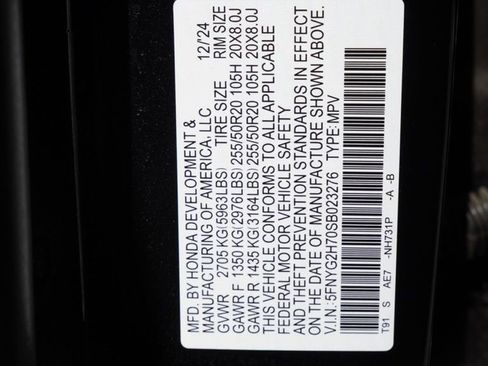 MFD. BY HONDA DEVELOPMENT & 12/'24
MANUFACTURING OF AMERICA, LLC
GVWR 2705 KG(5963LBS) TIRE SIZE RIM SIZE
GAWR F 1350 KG(2976LBS) 255/50R20 105H 20X8.0J
GAWR R 1435 KG(3164LBS) 255/50R20 105H 20X8.0J
THIS VEHICLE CONFORMS TO ALL APPLICABLE
FEDERAL MOTOR VEHICLE SAFETY
AND THEFT PREVENTION STANDARDS IN EFFECT
ON THE DATE OF MANUFACTURE SHOWN ABOVE.
V.I.N.: 5FNYG2H70SB023276 TYPE: MPV
T91 S AE7 -NH731P -A -B